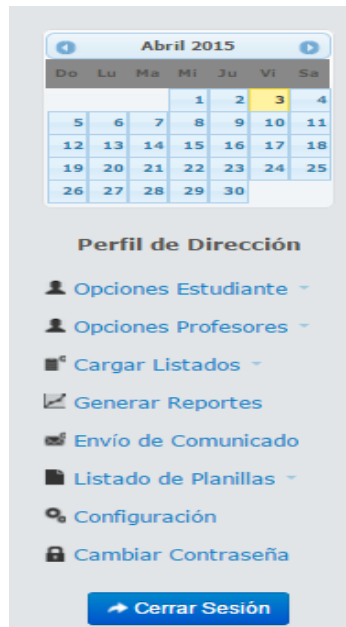 Abril 2015
Do Lu Ma Mi Ju Vi Sa
1 2 3 4
5 6 7 8 9 10 11
12 13 14 15 16 17 18
19 20 21 22 23 24 25
26 27 28 29 30
Perfil de Dirección
Opciones Estudiante
Opciones Profesores
Cargar Listados
Generar Reportes
Envío de Comunicado
Listado de Planillas
Configuración
Cambiar Contraseña
Cerrar Sesión